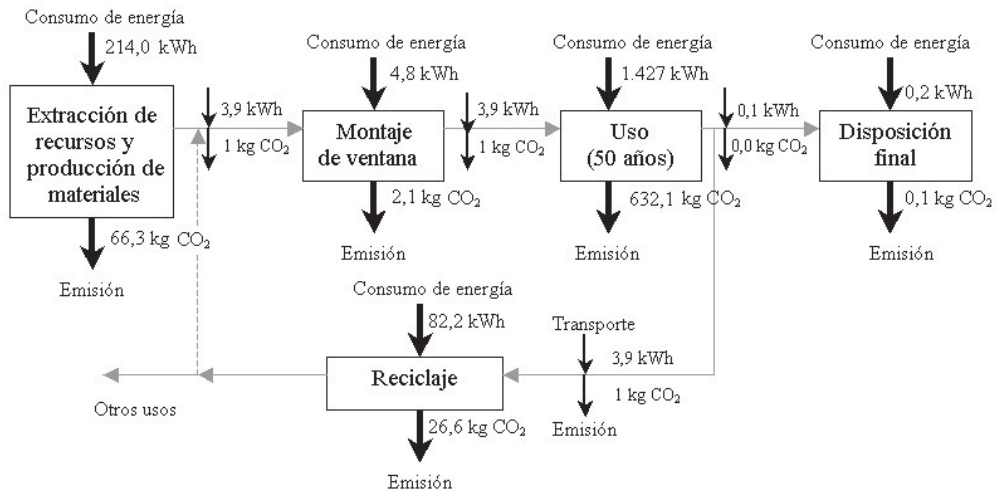 Consumo de energía
214,0 kWh
Extracción de
recursos y
producción de
materiales
66,3 kg CO₂
Emisión
3,9 kWh
1 kg CO₂
Consumo de energía
4,8 kWh
Montaje
de ventana
2,1 kg CO₂
Emisión
3,9 kWh
1 kg CO₂
Consumo de energía
1.427 kWh
Uso
(50 años)
632,1 kg CO₂
Emisión
0,1 kWh
0,0 kg CO₂
Consumo de energía
0,2 kWh
Disposición
final
0,1 kg CO₂
Emisión
Consumo de energía
82,2 kWh
Reciclaje
26,6 kg CO₂
Emisión
Transporte
3,9 kWh
1 kg CO₂
Emisión
Otros usos